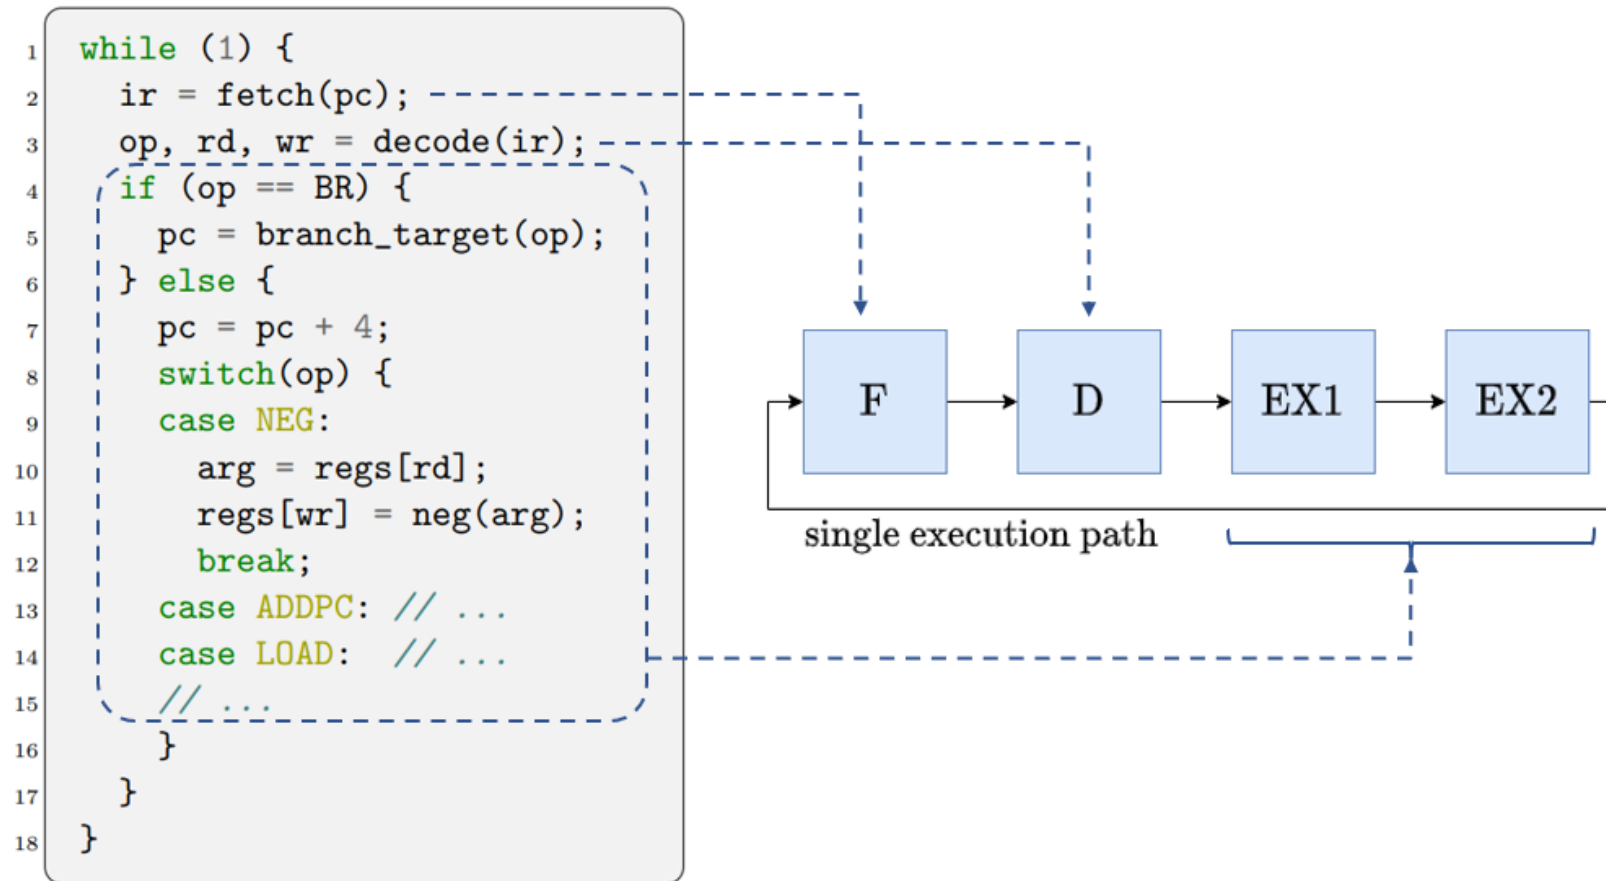 1 while (1) {
2 ir = fetch(pc);
3 op, rd, wr = decode(ir);
4 if (op == BR) {
5 pc = branch_target(op);
6 } else {
7 pc = pc + 4;
8 switch(op) {
9 case NEG:
10 arg = regs[rd];
11 regs[wr] = neg(arg);
12 break;
13 case ADDPC: // ...
14 case LOAD: // ...
15 // ...
16 }
17 }
18 }
F D EX1 EX2
single execution path